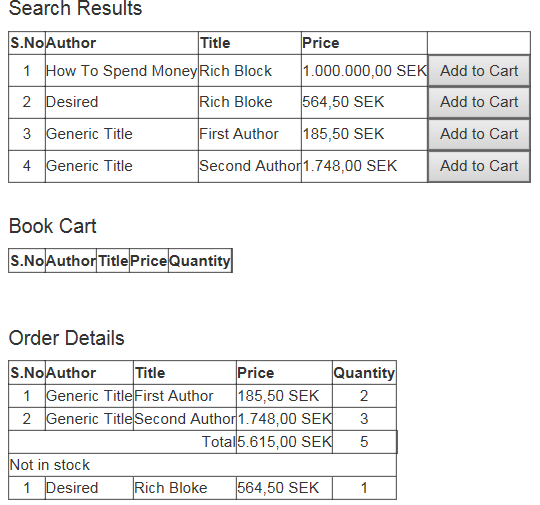 Search Results
S.No Author Title Price
1 How To Spend Money Rich Block 1.000.000,00 SEK Add to Cart
2 Desired Rich Bloke 564,50 SEK Add to Cart
3 Generic Title First Author 185,50 SEK Add to Cart
4 Generic Title Second Author 1.748,00 SEK Add to Cart
Book Cart
S.No Author Title Price Quantity
Order Details
S.No Author Title Price Quantity
1 Generic Title First Author 185,50 SEK 2
2 Generic Title Second Author 1.748,00 SEK 3
Total 5.615,00 SEK 5
Not in stock
1 Desired Rich Bloke 564,50 SEK 1